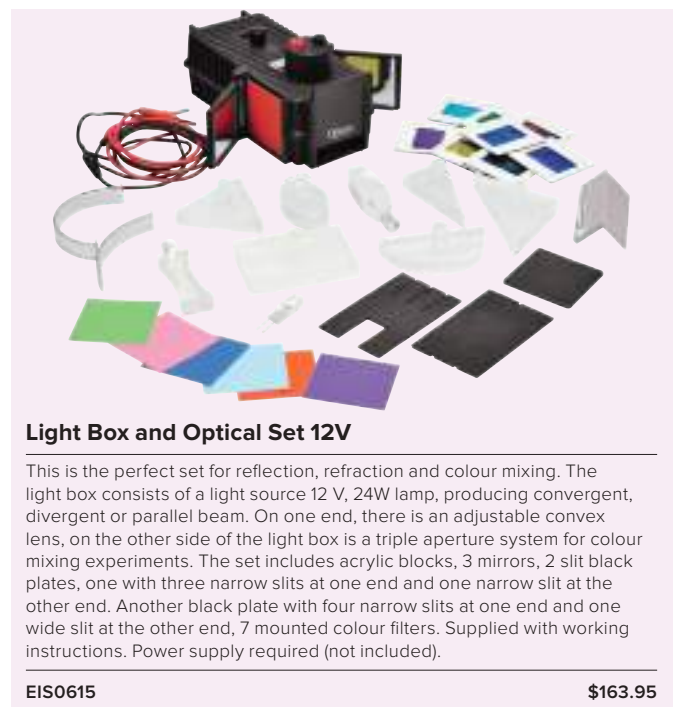 Light Box and Optical Set 12V
This is the perfect set for reflection, refraction and colour mixing. The
light box consists of a light source 12 V, 24W lamp, producing convergent,
divergent or parallel beam. On one end, there is an adjustable convex
lens, on the other side of the light box is a triple aperture system for colour
mixing experiments. The set includes acrylic blocks, 3 mirrors, 2 slit black
plates, one with three narrow slits at one end and one narrow slit at the
other end. Another black plate with four narrow slits at one end and one
wide slit at the other end, 7 mounted colour filters. Supplied with working
instructions. Power supply required (not included).
EIS0615 $163.95